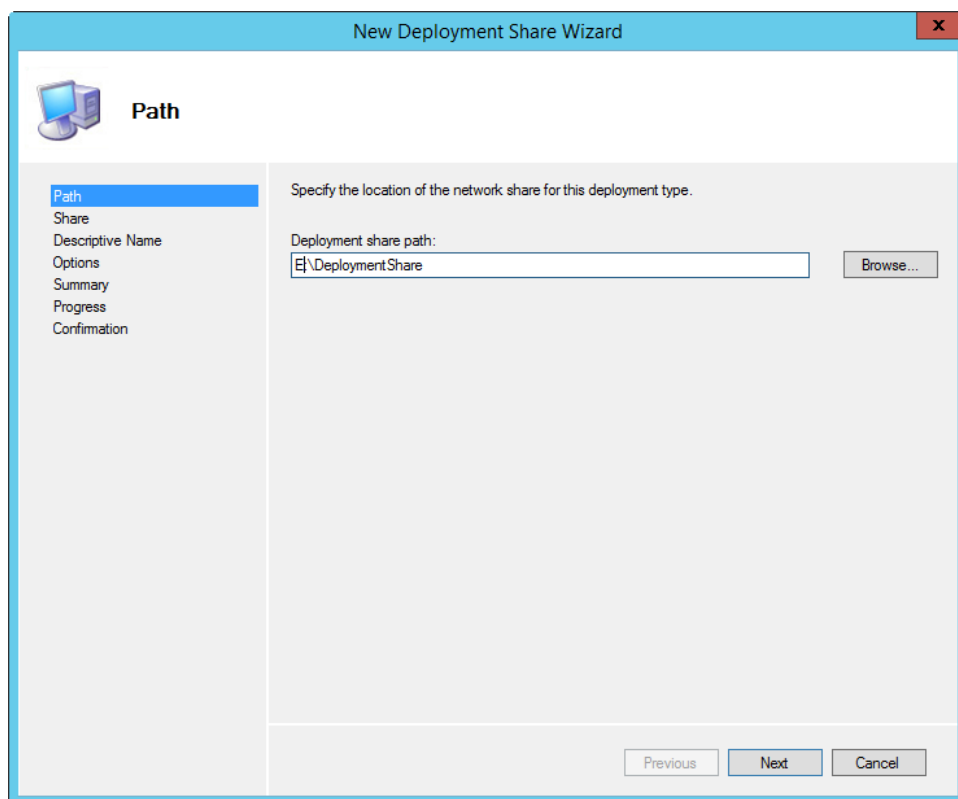 New Deployment Share Wizard
x
Path
Path
Share
Descriptive Name
Options
Summary
Progress
Confirmation
Specify the location of the network share for this deployment type.
Deployment share path:
E:\DeploymentShare
Browse...
Previous
Next
Cancel